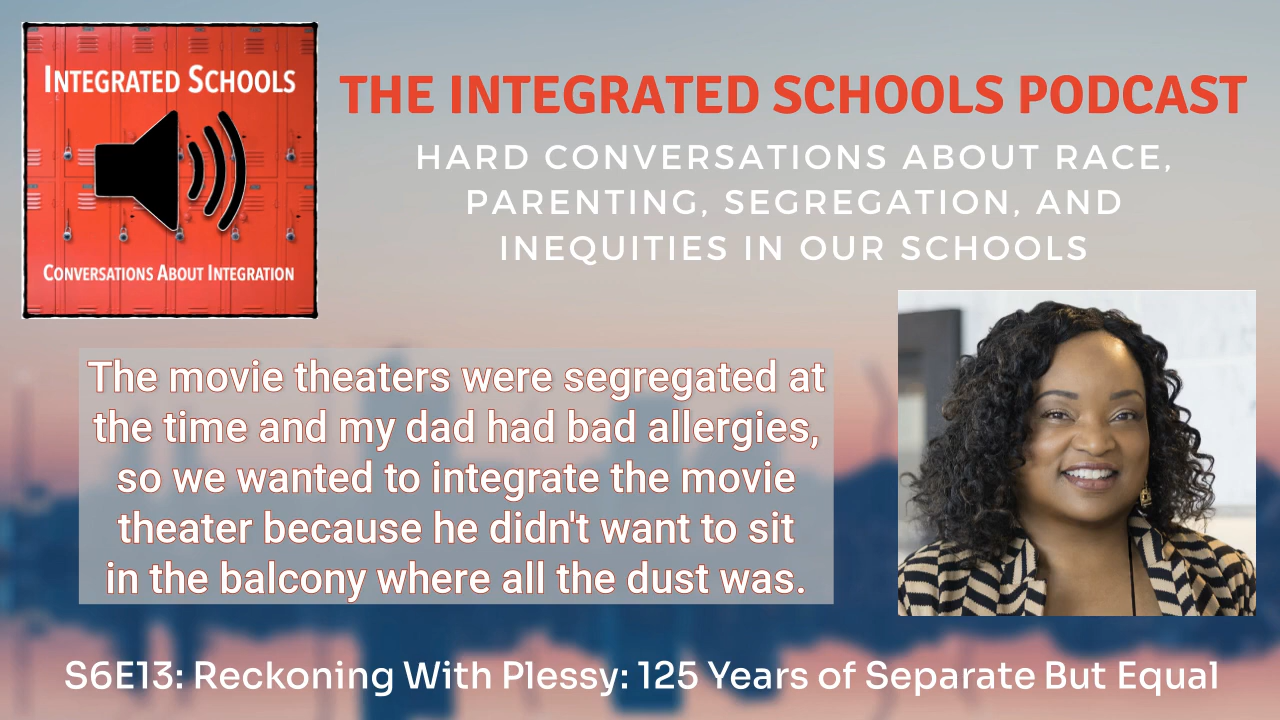 INTEGRATED SCHOOLS
CONVERSATIONS ABOUT INTEGRATION
THE INTEGRATED SCHOOLS PODCAST
HARD CONVERSATIONS ABOUT RACE,
PARENTING, SEGREGATION, AND
INEQUITIES IN OUR SCHOOLS
The movie theaters were segregated at
the time and my dad had bad allergies,
so we wanted to integrate the movie
theater because he didn't want to sit
in the balcony where all the dust was.
S6E13: Reckoning With Plessy: 125 Years of Separate But Equal